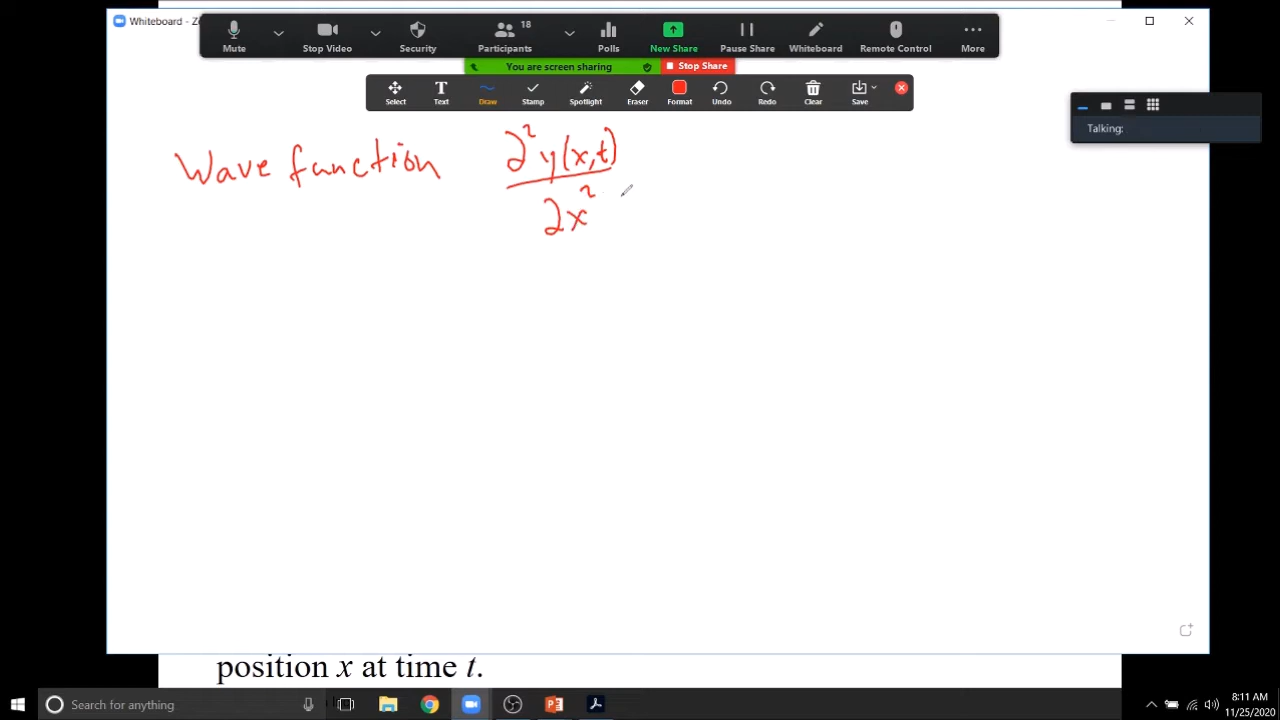 Whiteboard - Z
Mute
Stop Video
Security
18
Participants
Polls
New Share
Pause Share
Whiteboard
Remote Control
More
You are screen sharing
Stop Share
Select
Text
Draw
Stamp
Spotlight
Eraser
Format
Undo
Redo
Clear
Save
Talking:
Wave function ∂²y(x,t)
∂x²
position x at time t.
Search for anything
8:11 AM
11/25/2020